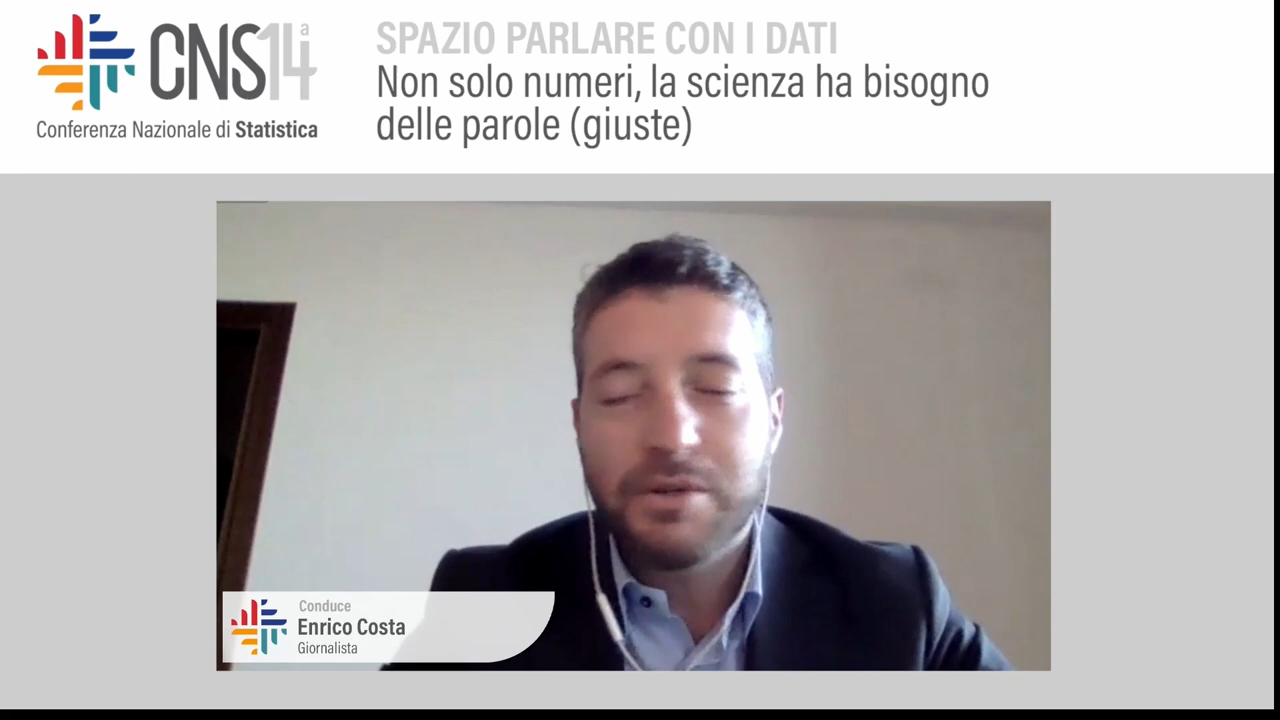 CNS14ª
Conferenza Nazionale di Statistica
SPAZIO PARLARE CON I DATI
Non solo numeri, la scienza ha bisogno
delle parole (giuste)
Conduce
Enrico Costa
Giornalista